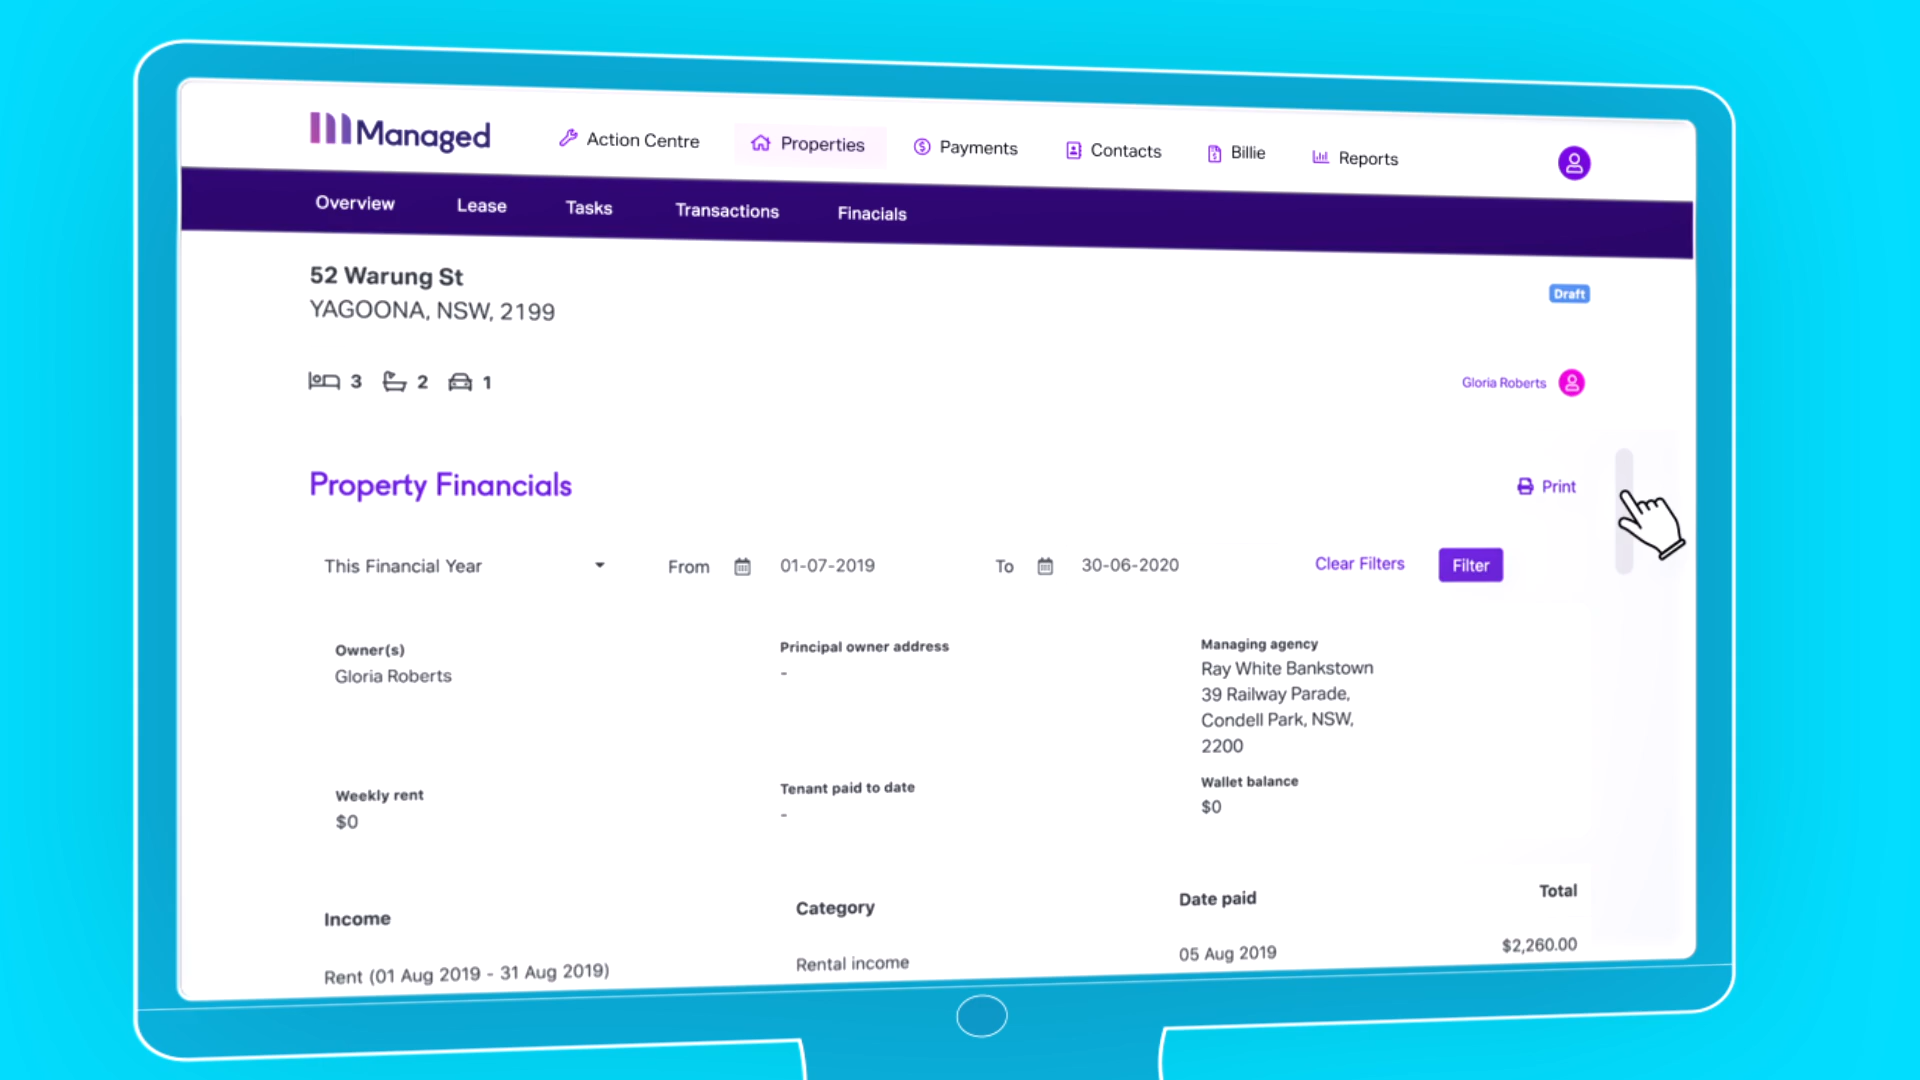 Managed
Action Centre
Properties
Payments
Contacts
Billie
Reports
Overview
Lease
Tasks
Transactions
Finacials
52 Warung St
YAGOONA, NSW, 2199
Draft
3
2
1
Gloria Roberts
Property Financials
Print
This Financial Year
From
01-07-2019
To
30-06-2020
Clear Filters
Filter
Owner(s)
Gloria Roberts
Principal owner address
-
Managing agency
Ray White Bankstown
39 Railway Parade,
Condell Park, NSW,
2200
Weekly rent
$0
Tenant paid to date
-
Wallet balance
$0
Income
Category
Date paid
Total
Rent (01 Aug 2019 - 31 Aug 2019)
Rental income
05 Aug 2019
$2,260.00